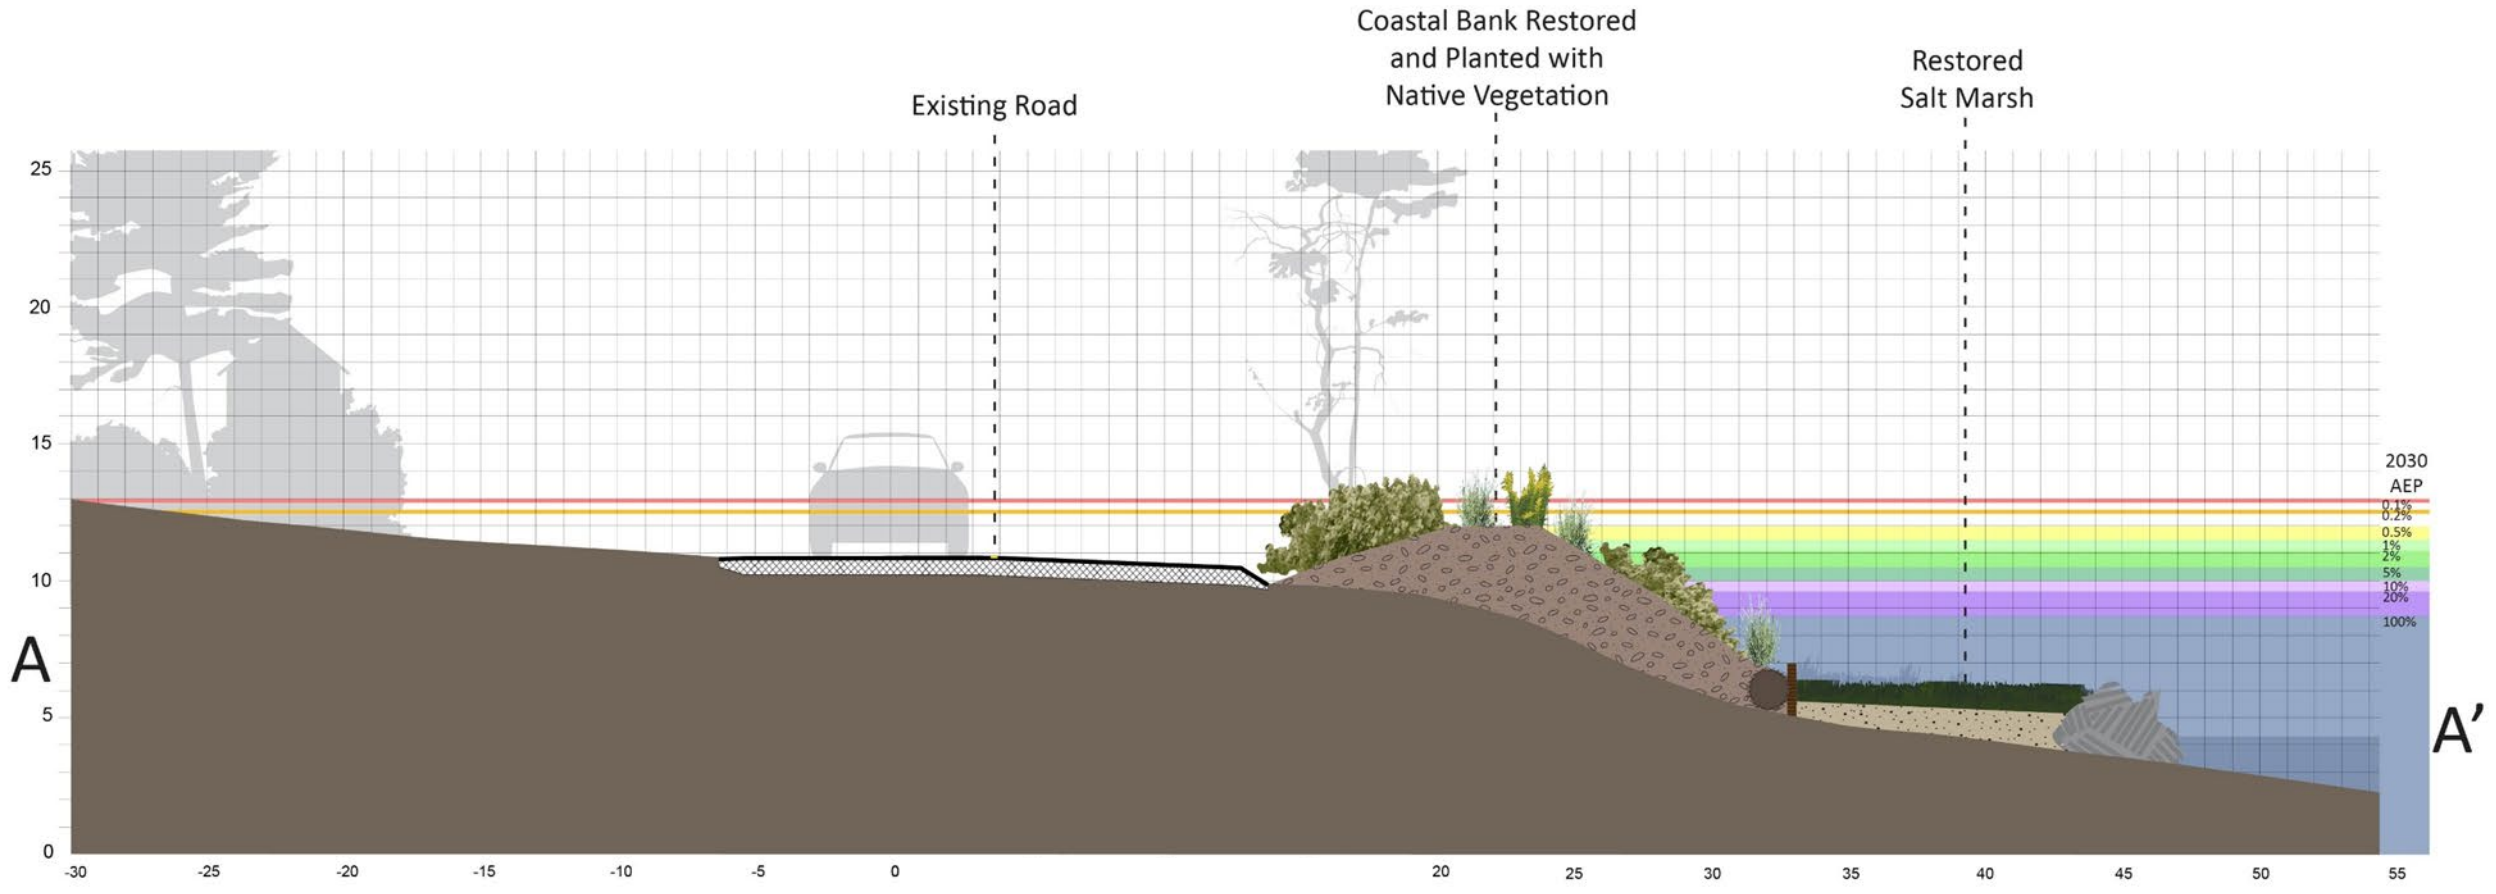 Coastal Bank Restored
and Planted with
Native Vegetation
Restored
Salt Marsh
Existing Road
25
20
15
10
5
0
2030
AEP
0.1%
0.2%
0.5%
1%
2%
5%
10%
20%
100%
A
A’
-30 -25 -20 -15 -10 -5 0 20 25 30 35 40 45 50 55